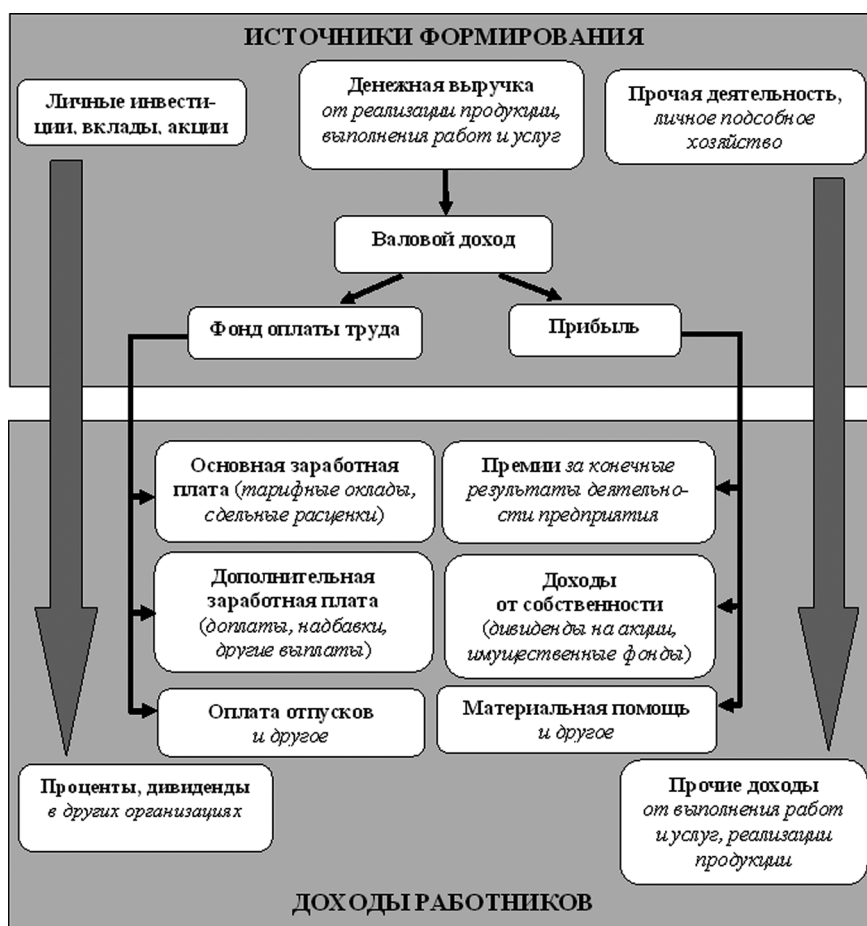 ИСТОЧНИКИ ФОРМИРОВАНИЯ
Личные инвести-
ции, вклады, акции
Денежная выручка
от реализации продукции,
выполнения работ и услуг
Прочая деятельность,
личное подсобное
хозяйство
Валовой доход
Фонд оплаты труда
Прибыль
Основная заработная
плата (тарифные оклады,
сдельные расценки)
Премии за конечные
результаты деятельно-
сти предприятия
Дополнительная
заработная плата
(доплаты, надбавки,
другие выплаты)
Доходы
от собственности
(дивиденды на акции,
имущественные фонды)
Оплата отпусков
и другое
Материальная помощь
и другое
Проценты, дивиденды
в других организациях
Прочие доходы
от выполнения работ
и услуг, реализации
продукции
ДОХОДЫ РАБОТНИКОВ